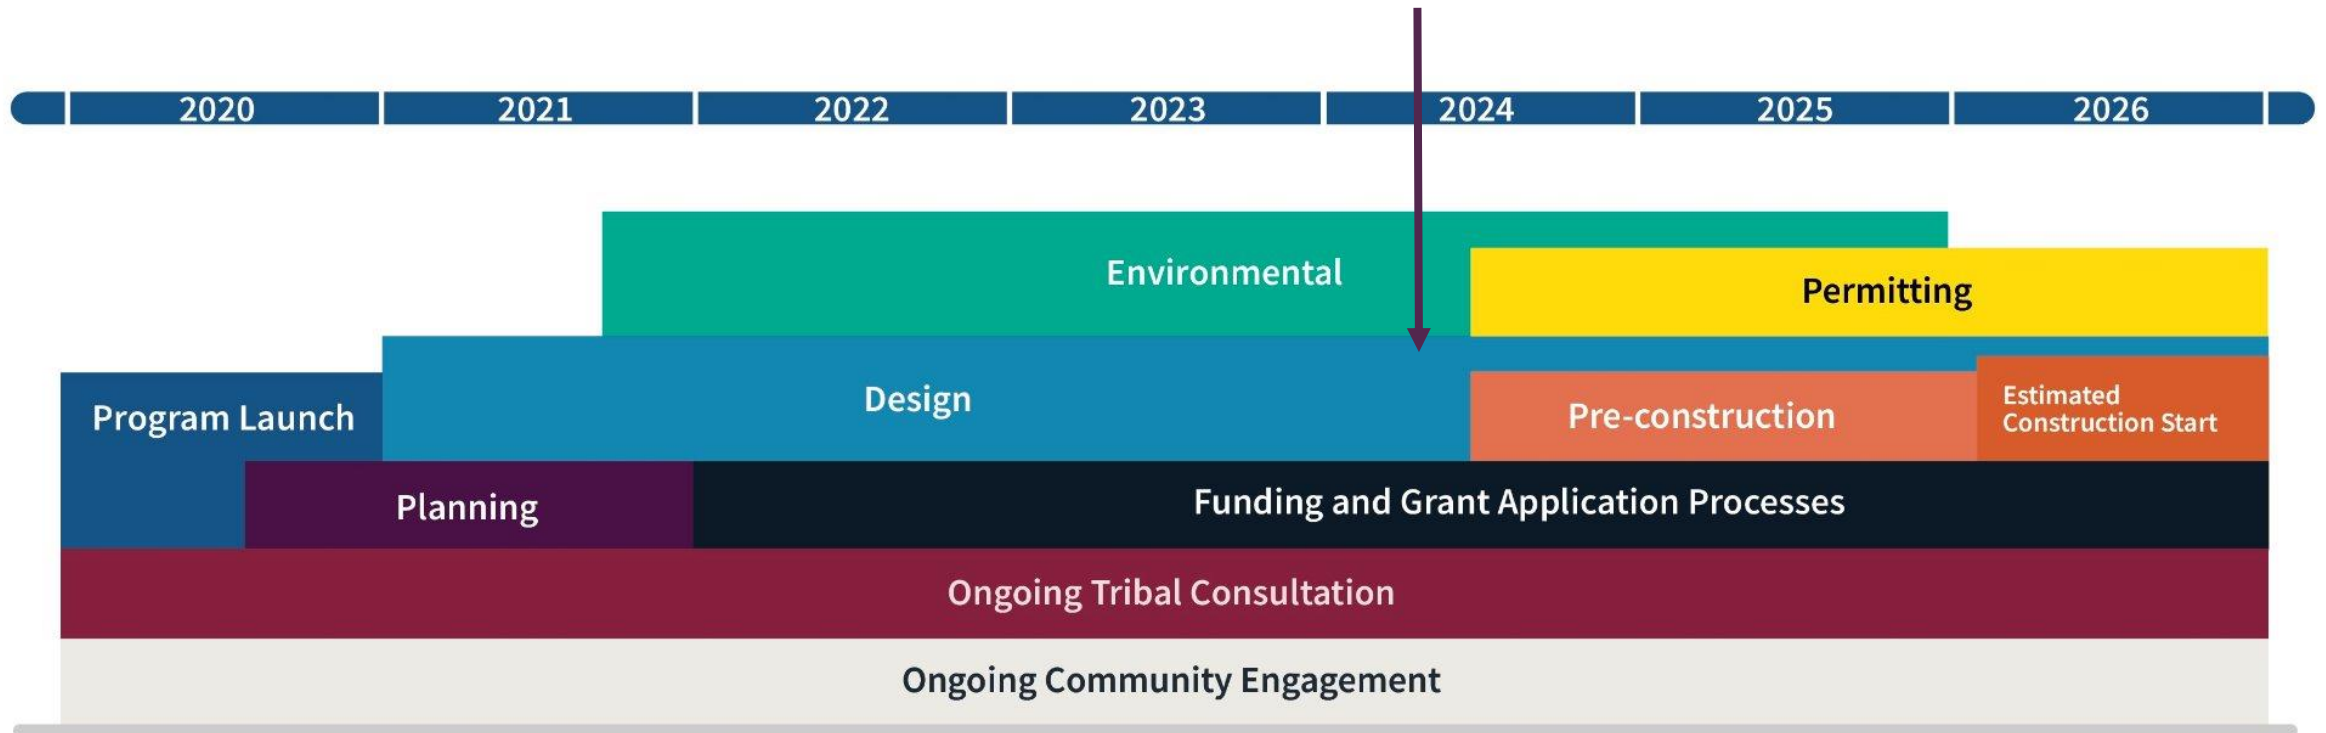 2020 2021 2022 2023 2024 2025 2026
Environmental
Permitting
Design
Program Launch
Pre-construction
Estimated
Construction Start
Planning
Funding and Grant Application Processes
Ongoing Tribal Consultation
Ongoing Community Engagement